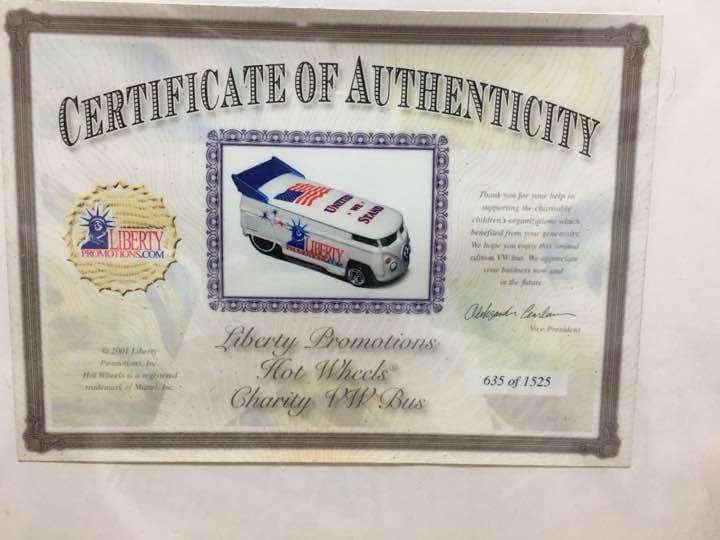 CERTIFICATE OF AUTHENTICITY
UNITED
"WE"
STAND
LIBERTY
LIBERTY
PROMOTIONS.COM
Thank you for your help in
supporting the charitable
children's organizations which
benefited from your generosity.
We hope you enjoy this limited
edition VW Bus. We appreciate
your business now and
in the future.
Vice President
© 2001 Liberty
Promotions, Inc.
Hot Wheels is a registered
trademark of Mattel, Inc.
Liberty Promotions
Hot Wheels®
Charity VW Bus
635 of 1525